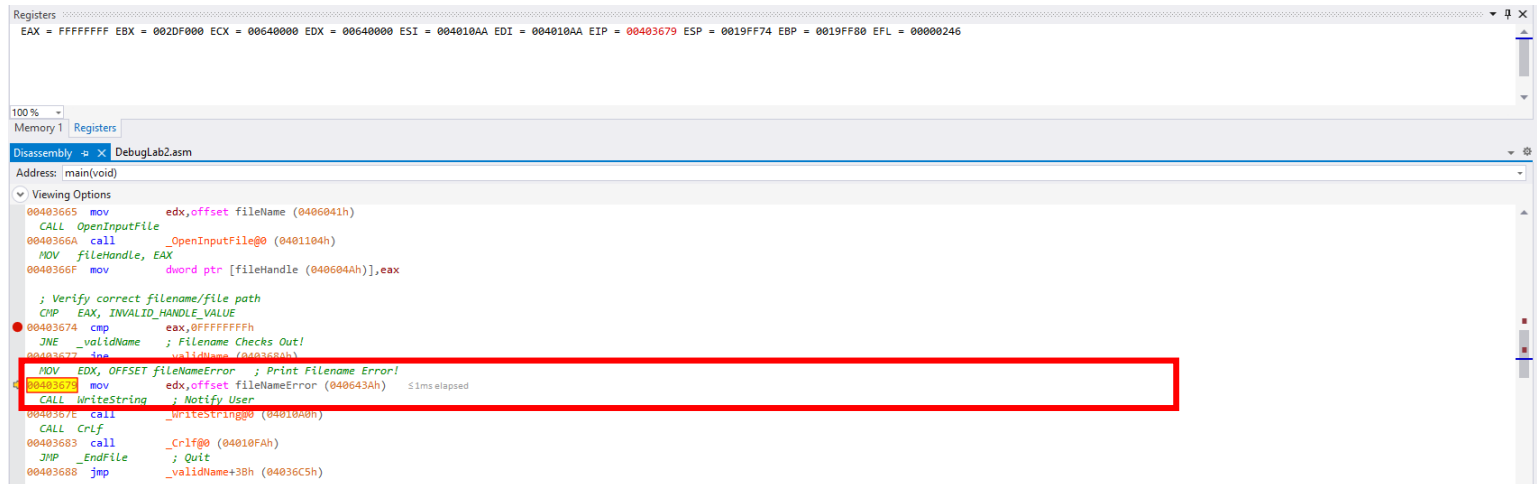 Registers
EAX = FFFFFFFF EBX = 002DF000 ECX = 00640000 EDX = 00640000 ESI = 004010AA EDI = 004010AA EIP = 00403679 ESP = 0019FF74 EBP = 0019FF80 EFL = 00000246
100 %
Memory 1 Registers
Disassembly DebugLab2.asm
Address: main(void)
Viewing Options
00403665 mov edx,offset fileName (0406041h)
CALL OpenInputFile
0040366A call _OpenInputFile@0 (0401104h)
MOV fileHandle, EAX
0040366F mov dword ptr [fileHandle (040604Ah)],eax
; Verify correct filename/file path
CMP EAX, INVALID_HANDLE_VALUE
00403674 cmp eax,0FFFFFFFFh
JNE _validName ; Filename Checks Out!
00403677 jne _validName (040368Ah)
MOV EDX, OFFSET fileNameError ; Print Filename Error!
00403679 mov edx,offset fileNameError (040643Ah) ≤1ms elapsed
CALL WriteString ; Notify User
0040367E call _WriteString@0 (04010A0h)
CALL CrLf
00403683 call _Crlf@0 (04010FAh)
JMP _EndFile ; Quit
00403688 jmp _validName+3Bh (04036C5h)